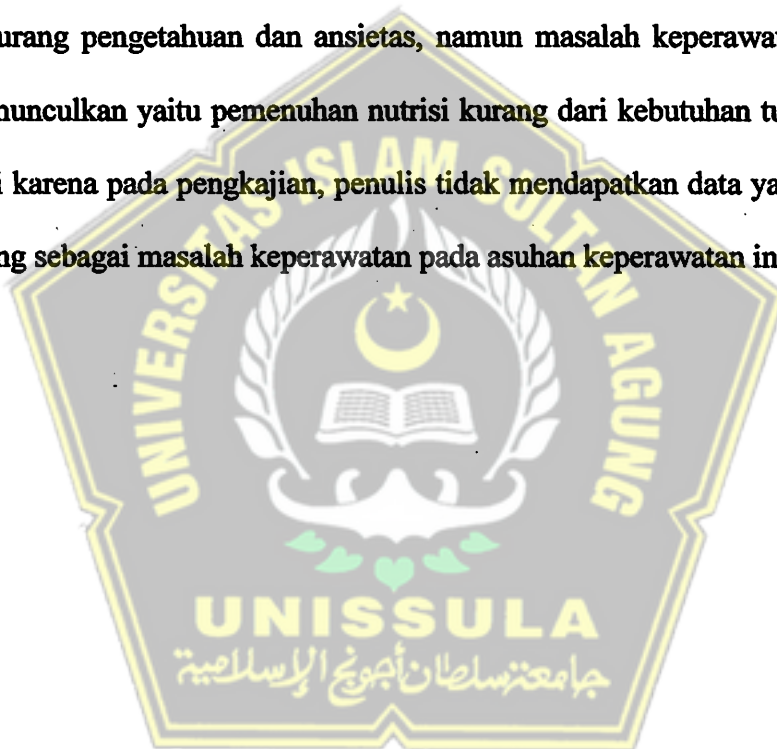 urang pengetahuan dan ansietas, namun masalah keperawat
nunculkan yaitu pemenuhan nutrisi kurang dari kebutuhan tu
i karena pada pengkajian, penulis tidak mendapatkan data ya
ng sebagai masalah keperawatan pada asuhan keperawatan in
UNIVERSITAS ISLAM SULTAN AGUNG
UNISSULA
جامعة سلطان أجونج الإسلامية